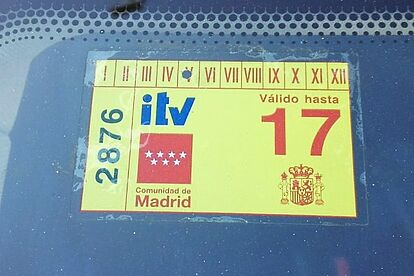 I II III IV V VI VII VIII IX X XI XII
2876
itv
Válido hasta
17
Comunidad de
Madrid